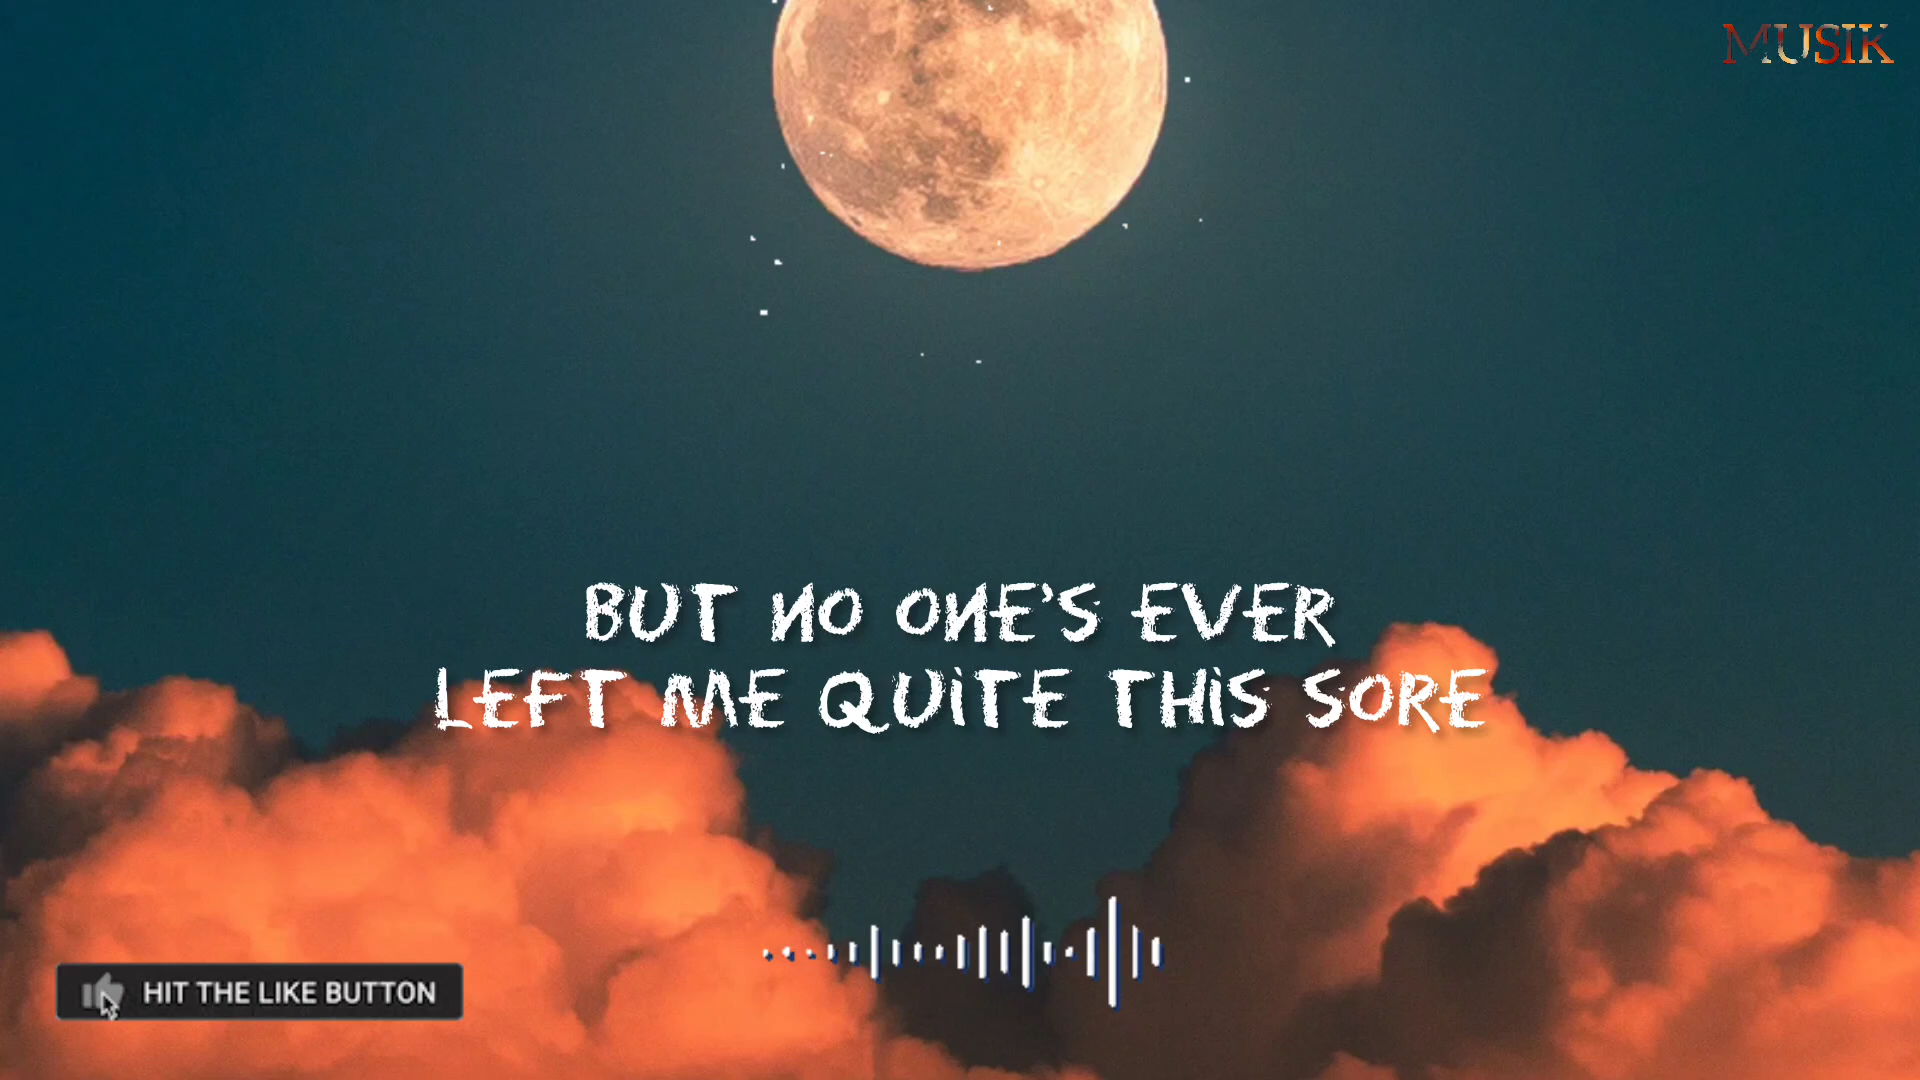 MUSIK
BUT NO ONE'S EVER
LEFT ME QUiTE THiS SORE
HIT THE LIKE BUTTON